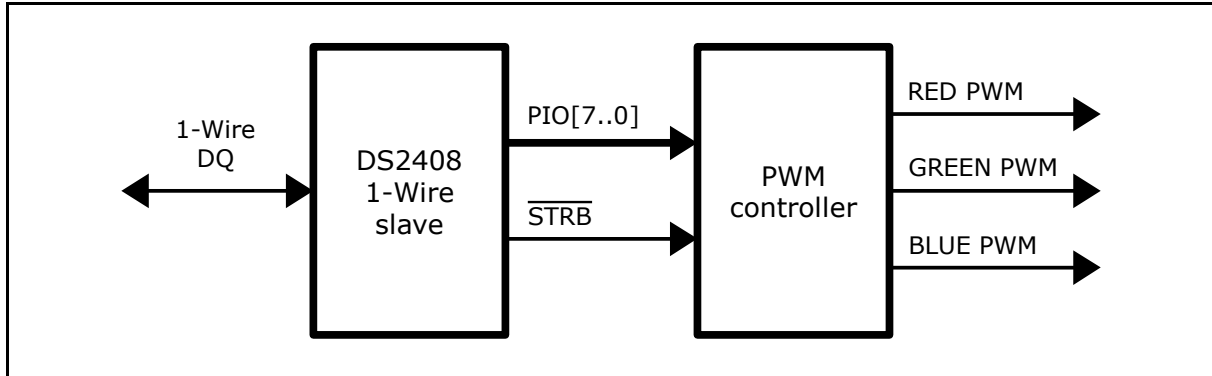 1-Wire
DQ
DS2408
1-Wire
slave
PIO[7..0]
STRB
PWM
controller
RED PWM
GREEN PWM
BLUE PWM